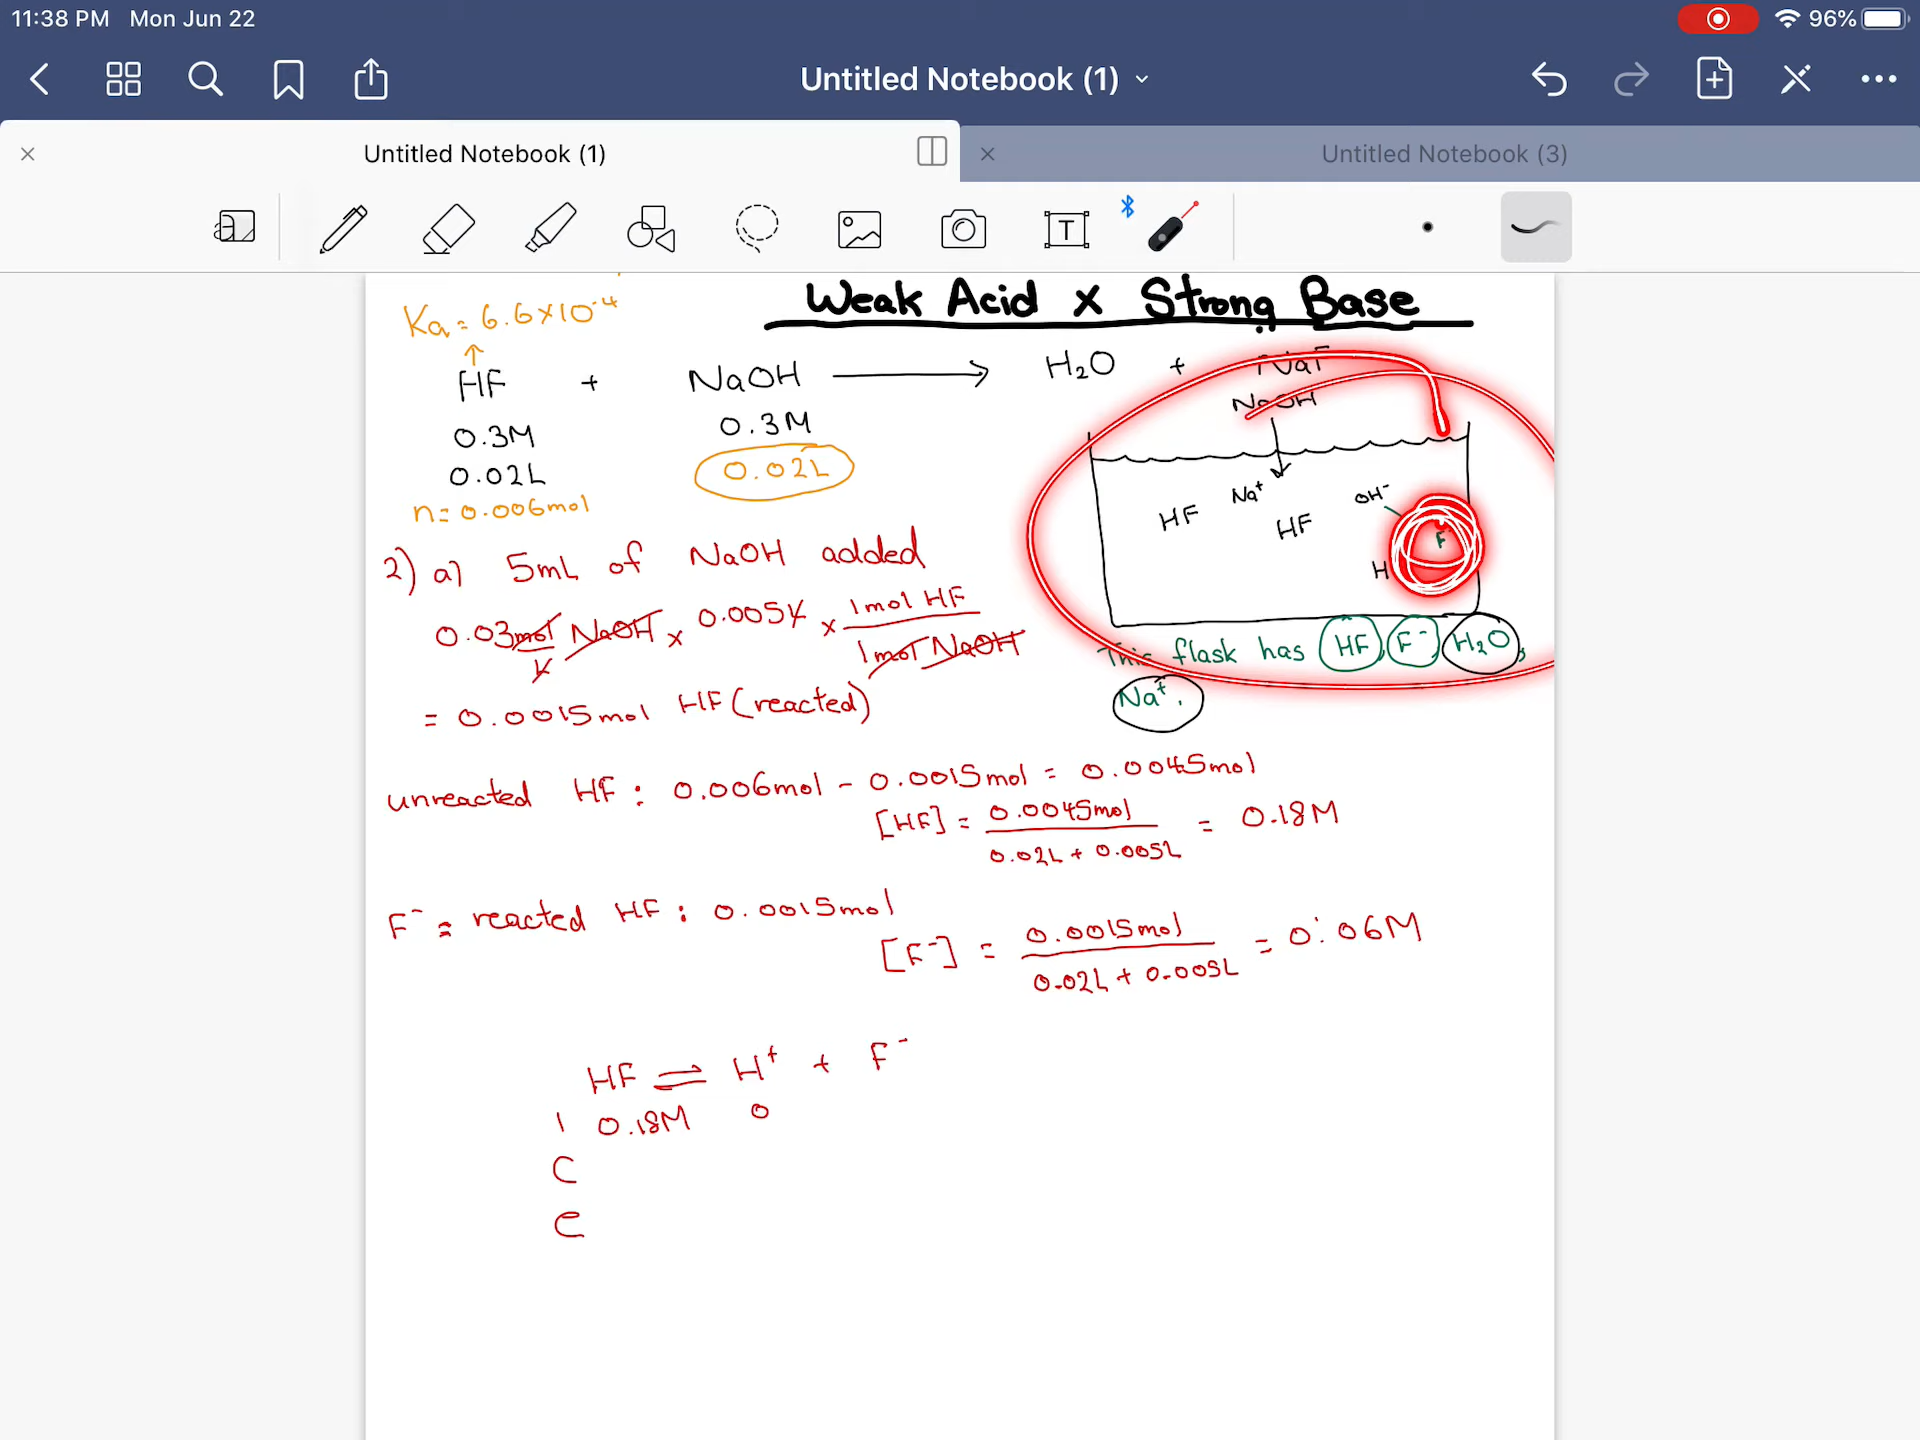 11:38 PM Mon Jun 22
96%
Untitled Notebook (1)
Untitled Notebook (1)
Untitled Notebook (3)
Weak Acid x Strong Base
Ka = 6.6x10⁻⁴
↑
HF + NaOH → H₂O + NaF
0.3M 0.3M
0.02L 0.02L
n= 0.006mol
NaOH
Na⁺ OH⁻
HF HF F
H
This flask has HF, F⁻, H₂O,
Na⁺.
2) a) 5mL of NaOH added
0.03 mol/L NaOH x 0.005L x 1mol HF / 1mol NaOH
= 0.0015mol HF (reacted)
unreacted HF : 0.006mol - 0.0015mol = 0.0045mol
[HF] = 0.0045mol / 0.02L + 0.005L = 0.18M
F⁻ = reacted HF : 0.0015mol
[F⁻] = 0.0015mol / 0.02L + 0.005L = 0.06M
HF ⇌ H⁺ + F⁻
I 0.18M 0
C
E